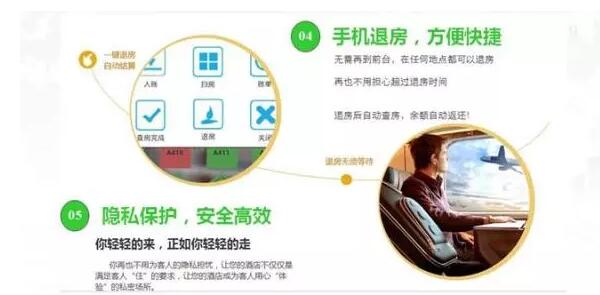 04 手机退房，方便快捷
一键退房
自动结算
无需再到前台，在任何地点都可以退房
再也不用担心超过退房时间
退房后自动查房，余额自动返还!
入账
扫房
账单
查房完成
退房
关闭
A410
A411
退房无须等待
05 隐私保护，安全高效
你轻轻的来，正如你轻轻的走
你再也不用为客人的隐私担忧，让您的酒店不仅仅是
满足客人“住”的要求，让您的酒店成为客人用心“体
验”的私密场所。